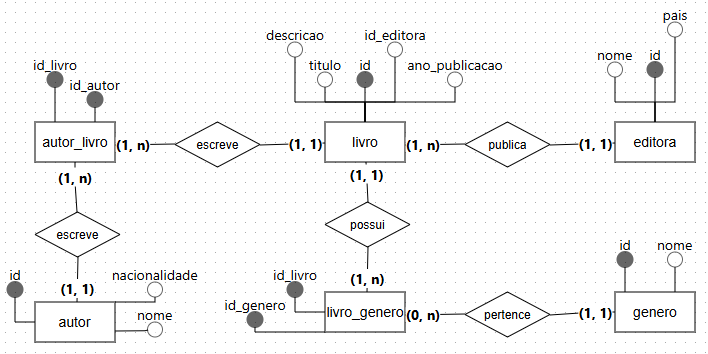 pais
descricao id_editora
nome id
id_livro titulo id ano_publicacao
id_autor
autor_livro (1, n) escreve (1, 1) livro (1, n) publica (1, 1) editora
(1, n) (1, 1)
escreve possui
id nome
id nacionalidade id_livro (1, n)
(1, 1)
id_genero
autor nome livro_genero (0, n) pertence (1, 1) genero